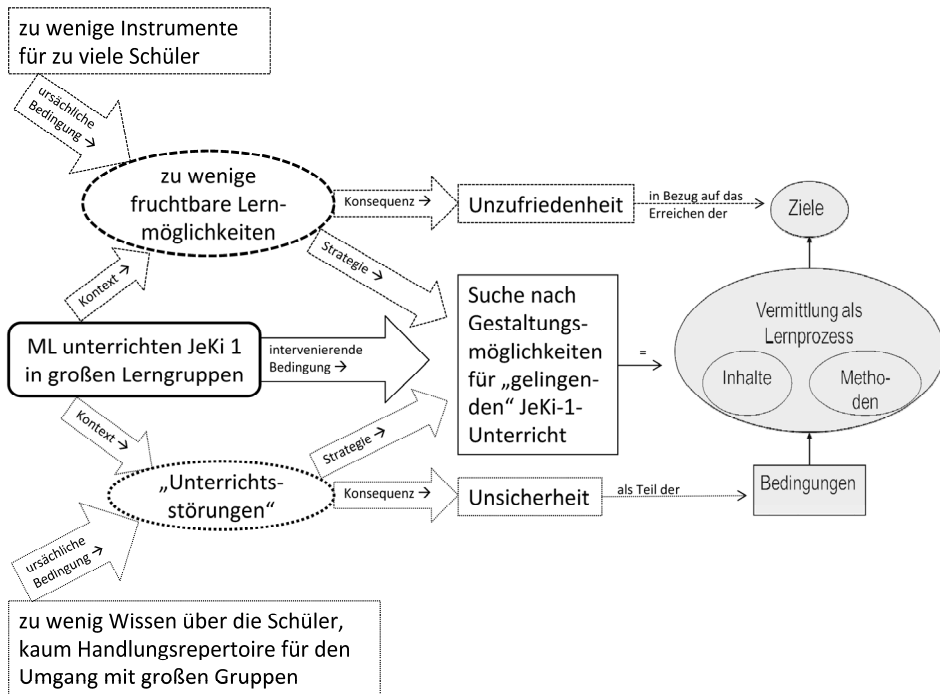 zu wenige Instrumente
für zu viele Schüler
ursächliche
Bedingung →
zu wenige
fruchtbare Lern-
möglichkeiten
Konsequenz →
Unzufriedenheit
in Bezug auf das
Erreichen der
Ziele
Kontext →
Strategie →
ML unterrichten JeKi 1
in großen Lerngruppen
intervenierende
Bedingung →
Suche nach
Gestaltungs-
möglichkeiten
für „gelingen-
den“ JeKi-1-
Unterricht
=
Vermittlung als
Lernprozess
Inhalte
Metho-
den
Kontext →
Strategie →
„Unterrichts-
störungen“
Konsequenz →
Unsicherheit
als Teil der
Bedingungen
ursächliche
Bedingung →
zu wenig Wissen über die Schüler,
kaum Handlungsrepertoire für den
Umgang mit großen Gruppen